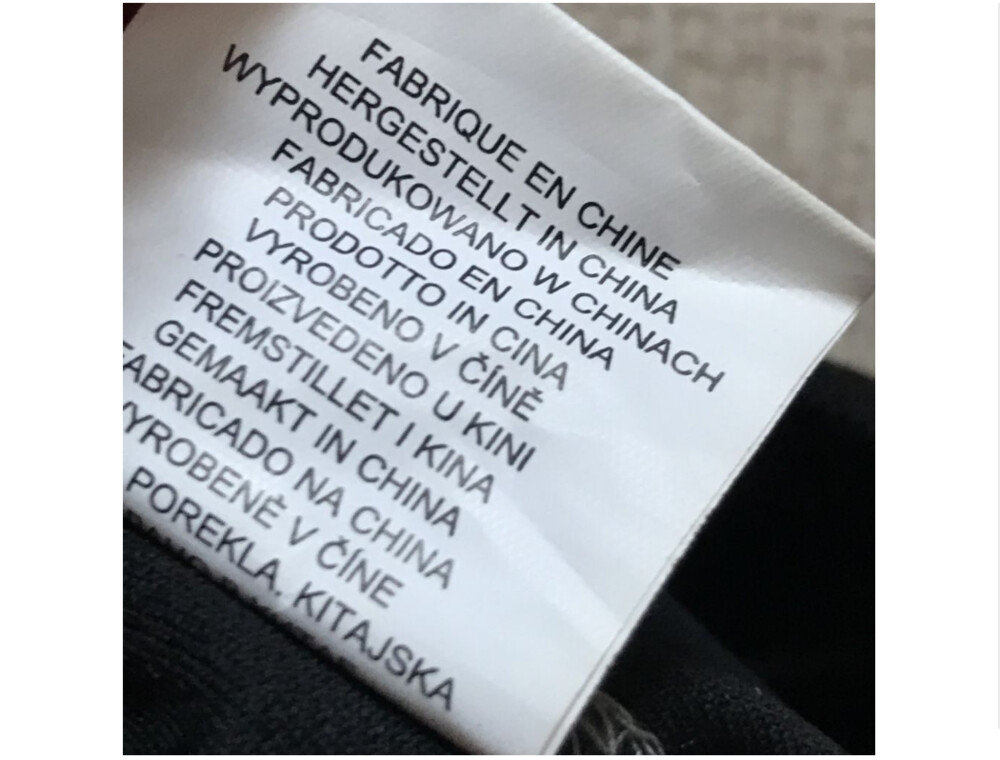 FABRIQUE EN CHINE
HERGESTELLT IN CHINA
WYPRODUKOWANO W CHINACH
FABRICADO EN CHINA
PRODOTTO IN CINA
VYROBENO V ČÍNĚ
PROIZVEDENO U KINI
FREMSTILLET I KINA
GEMAAKT IN CHINA
FABRICADO NA CHINA
VYROBENĖ V ČÍNE
POREKLA. KITAJSKA